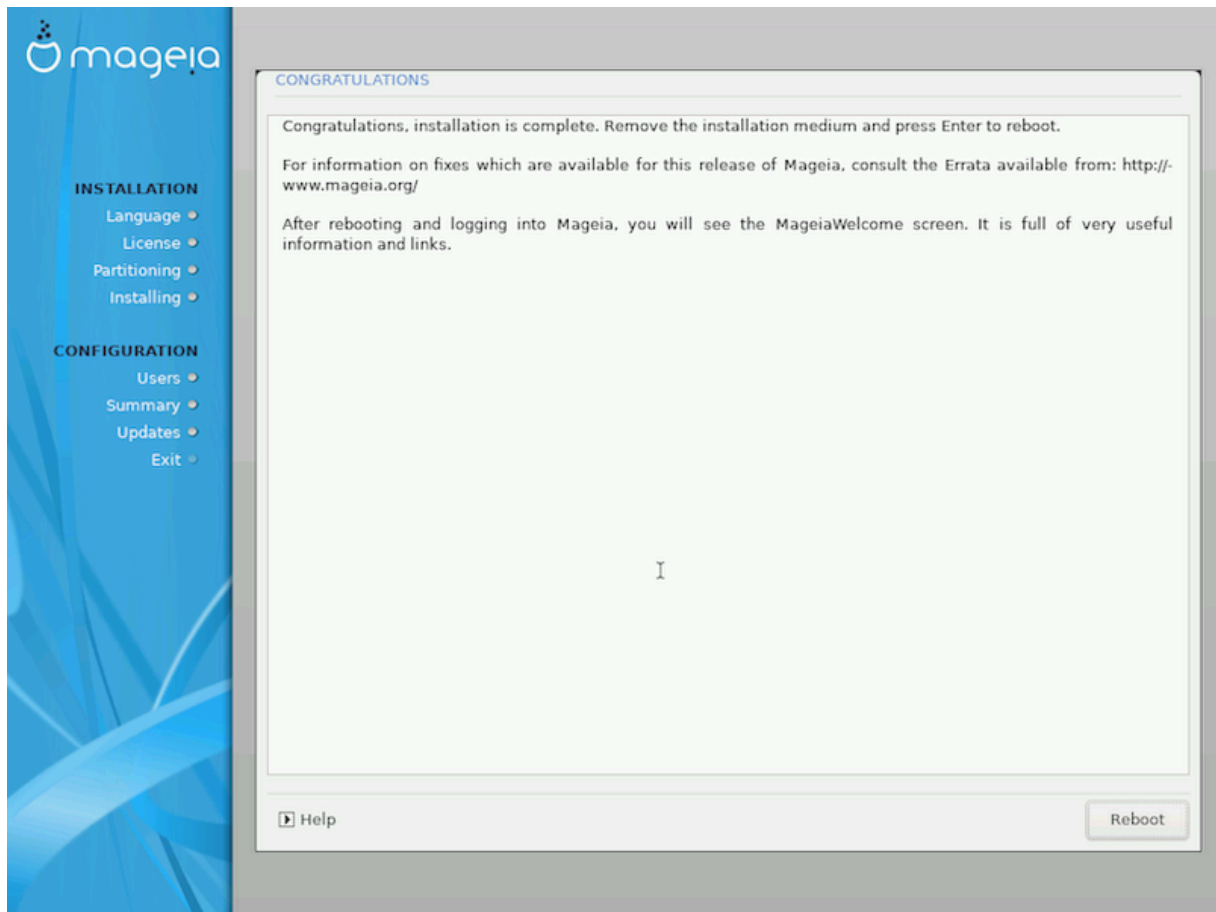 mageia
INSTALLATION
Language
License
Partitioning
Installing
CONFIGURATION
Users
Summary
Updates
Exit
CONGRATULATIONS
Congratulations, installation is complete. Remove the installation medium and press Enter to reboot.
For information on fixes which are available for this release of Mageia, consult the Errata available from: http://-
www.mageia.org/
After rebooting and logging into Mageia, you will see the MageiaWelcome screen. It is full of very useful
information and links.
Help
Reboot